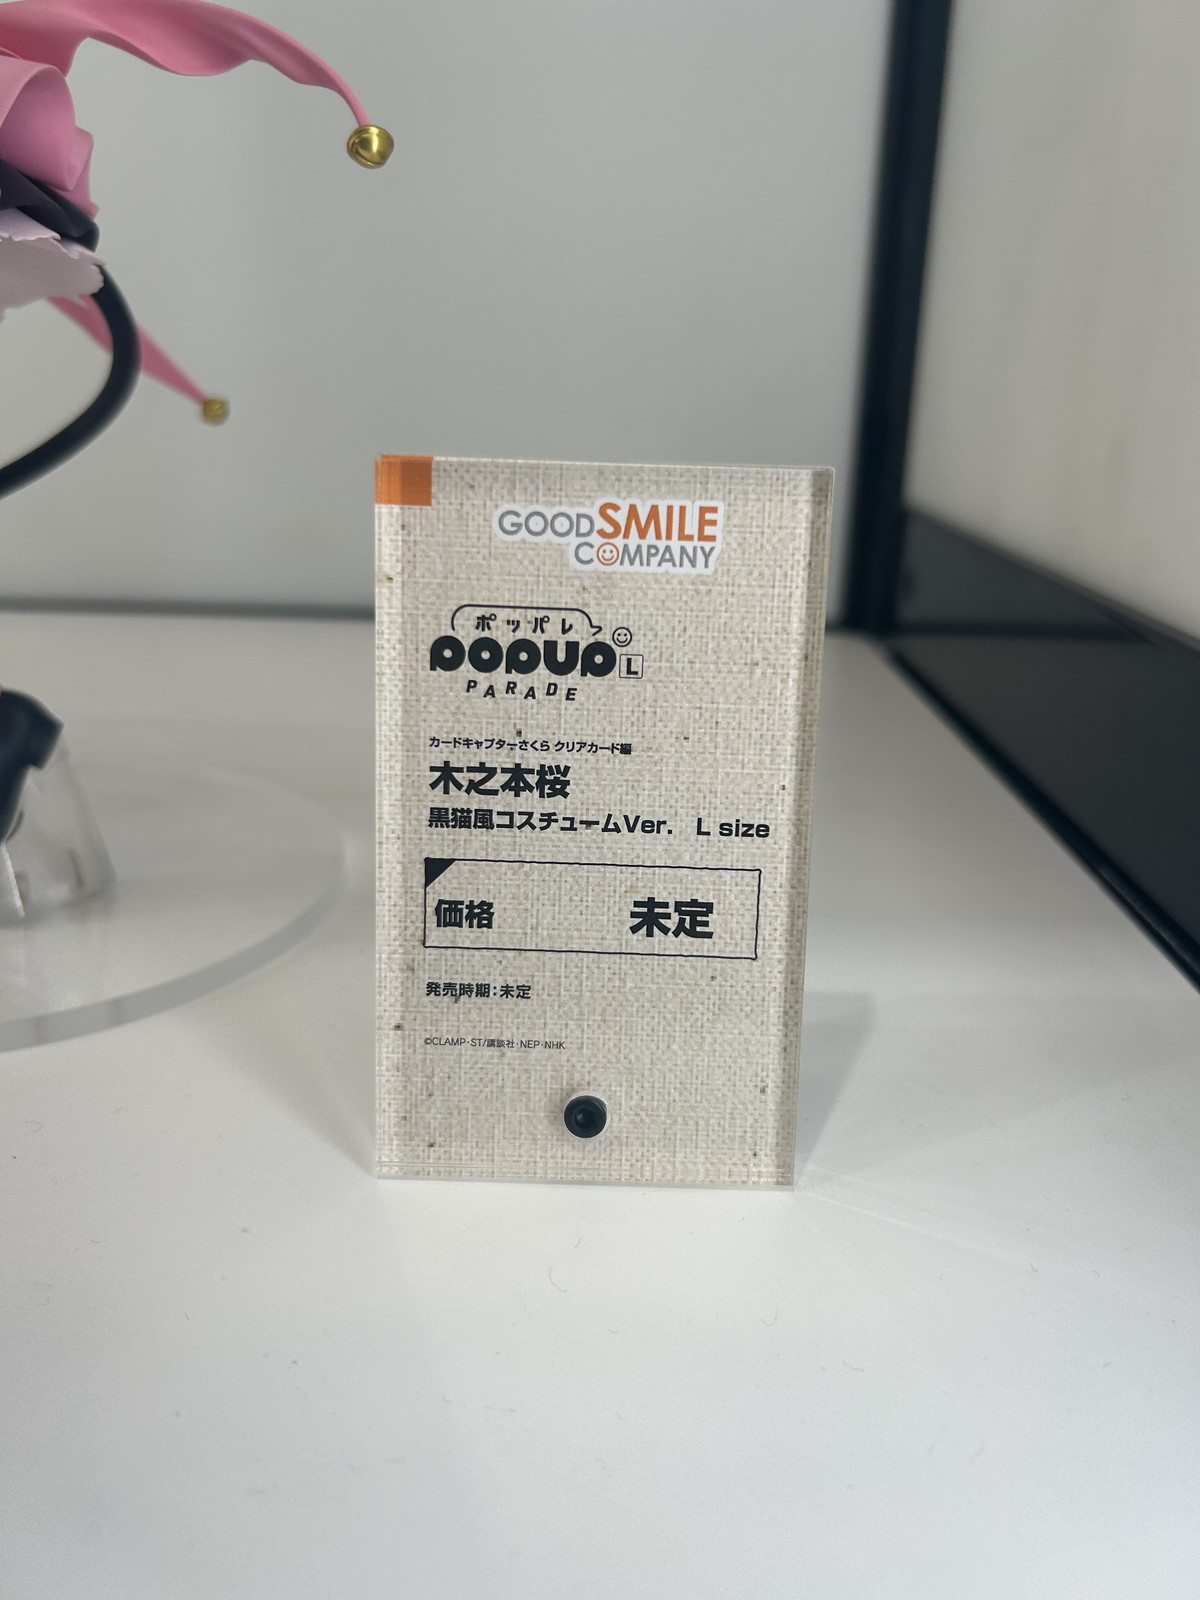 GOOD SMILE
COMPANY
ポッパレ
POPUP L
PARADE
カードキャプターさくら クリアカード編
木之本桜
黒猫風コスチュームVer. L size
価格 未定
発売時期:未定
©CLAMP・ST/講談社・NEP・NHK